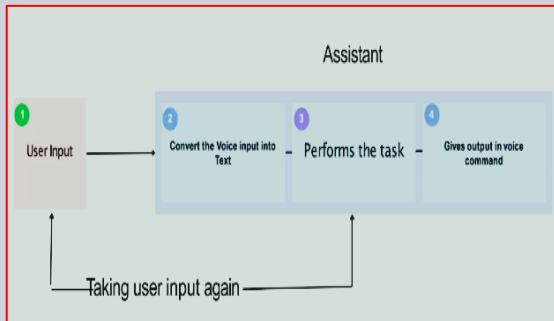 Assistant
1
User Input
2
Convert the Voice input into
Text
3
Performs the task
4
Gives output in voice
command
Taking user input again